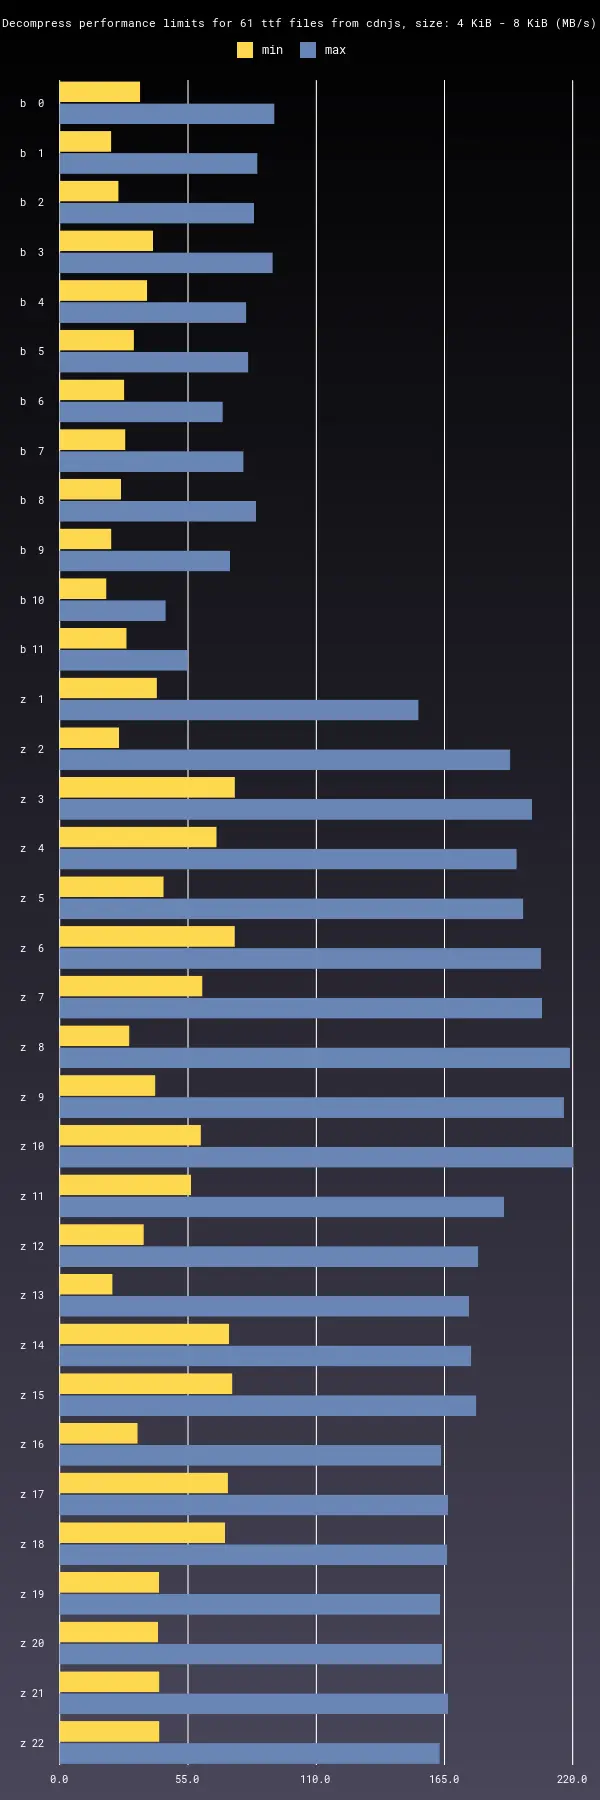 Decompress performance limits for 61 ttf files from cdnjs, size: 4 KiB - 8 KiB (MB/s)
min max
b 0
b 1
b 2
b 3
b 4
b 5
b 6
b 7
b 8
b 9
b 10
b 11
z 1
z 2
z 3
z 4
z 5
z 6
z 7
z 8
z 9
z 10
z 11
z 12
z 13
z 14
z 15
z 16
z 17
z 18
z 19
z 20
z 21
z 22
0.0 55.0 110.0 165.0 220.0